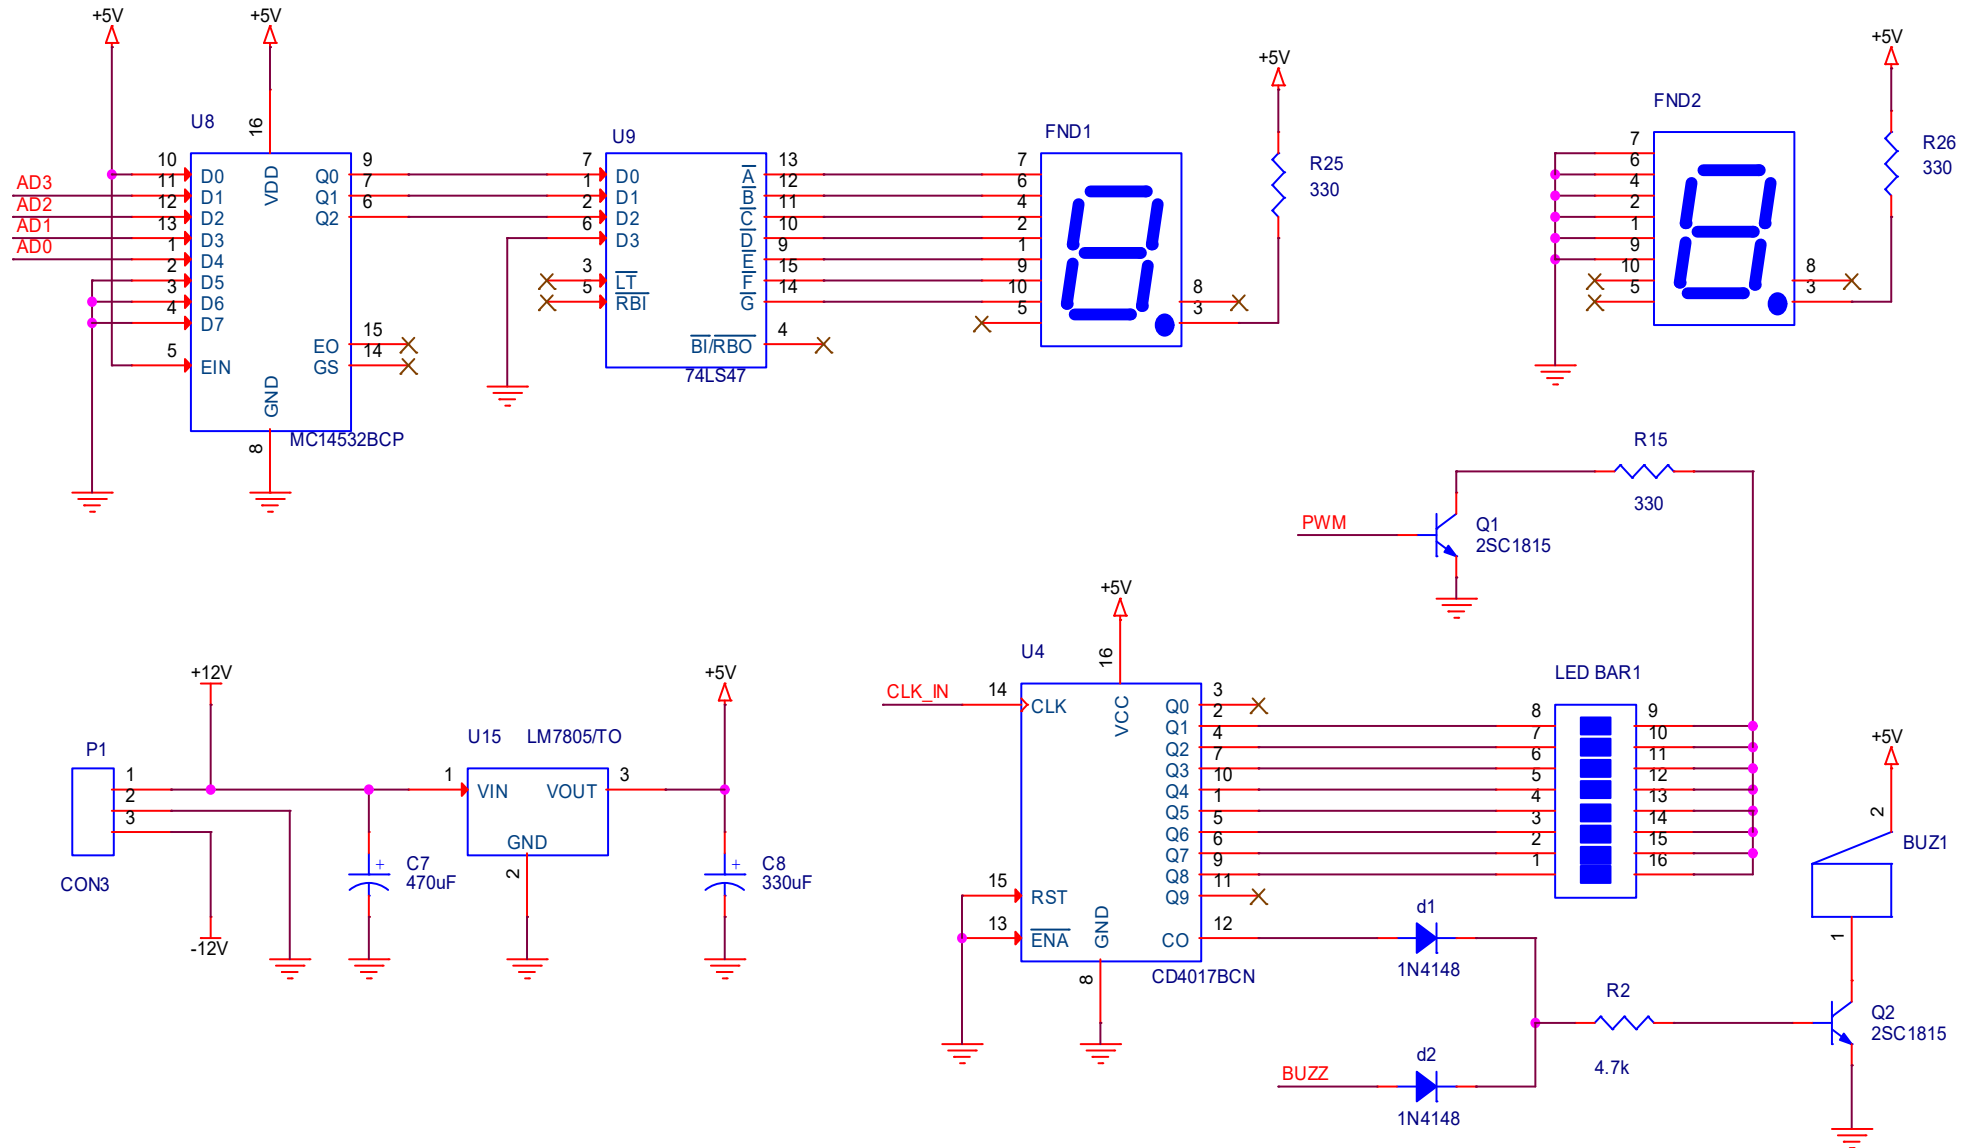 +5V
+5V
+5V
+5V
U8
16
10 D0
AD3 11 D1
AD2 12 D2
AD1 13 D3
AD0 1 D4
2 D5
3 D6
4 D7
5 EIN
VDD
GND
Q0 9
Q1 7
Q2 6
EO 15
GS 14
8
MC14532BCP
U9
7 D0
1 D1
2 D2
6 D3
3 LT
5 RBI
A 13
B 12
C 11
D 10
E 9
F 15
G 14
BI/RBO 4
74LS47
FND1
7
6
4
2
1
9
10
5
8
3
R25
330
FND2
7
6
4
2
1
9
10
5
8
3
R26
330
R15
330
PWM
Q1
2SC1815
+12V
P1
1
2
3
CON3
-12V
C7
470uF
+
U15 LM7805/TO
1 VIN
VOUT 3
GND
2
+5V
+
C8
330uF
+5V
U4
16
CLK_IN 14 CLK
VCC
Q0 3
Q1 2
Q2 4
Q3 7
Q4 10
Q5 1
Q6 5
Q7 6
Q8 9
Q9 11
CO 12
15 RST
13 ENA
GND
8
CD4017BCN
LED BAR1
8 9
7 10
6 11
5 12
4 13
3 14
2 15
1 16
d1
1N4148
BUZZ
d2
1N4148
R2
4.7k
+5V
2
BUZ1
1
Q2
2SC1815